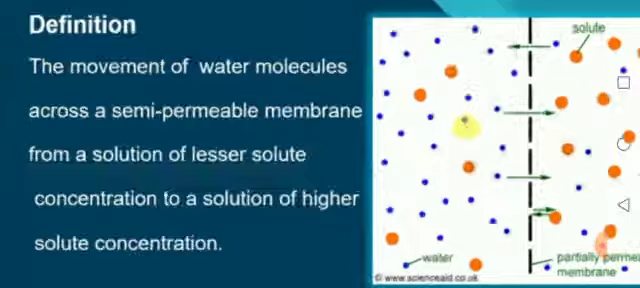 Definition
The movement of water molecules
across a semi-permeable membrane
from a solution of lesser solute
concentration to a solution of higher
solute concentration.
solute
water
partially perme
membrane
© www.scienceaid.co.uk